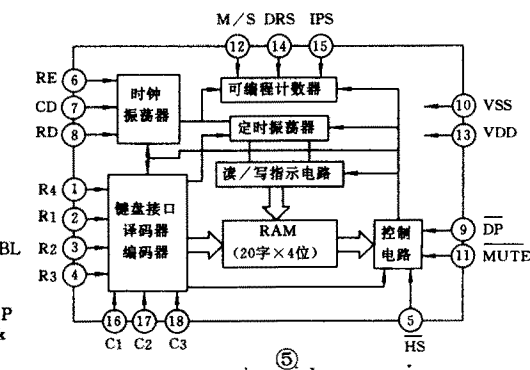 M/S DRS IPS
12 14 15
RE 6
CD 7
RD 8
时钟
振荡器
可编程计数器
定时振荡器
读/写指示电路
10 VSS
13 VDD
R4 1
R1 2
BL R2 3
R3 4
键盘接口
译码器
编码器
RAM
(20字×4位)
控制
电路
9 DP
11 MUTE
P
x
16 17 18
C1 C2 C3
5
HS
⑤